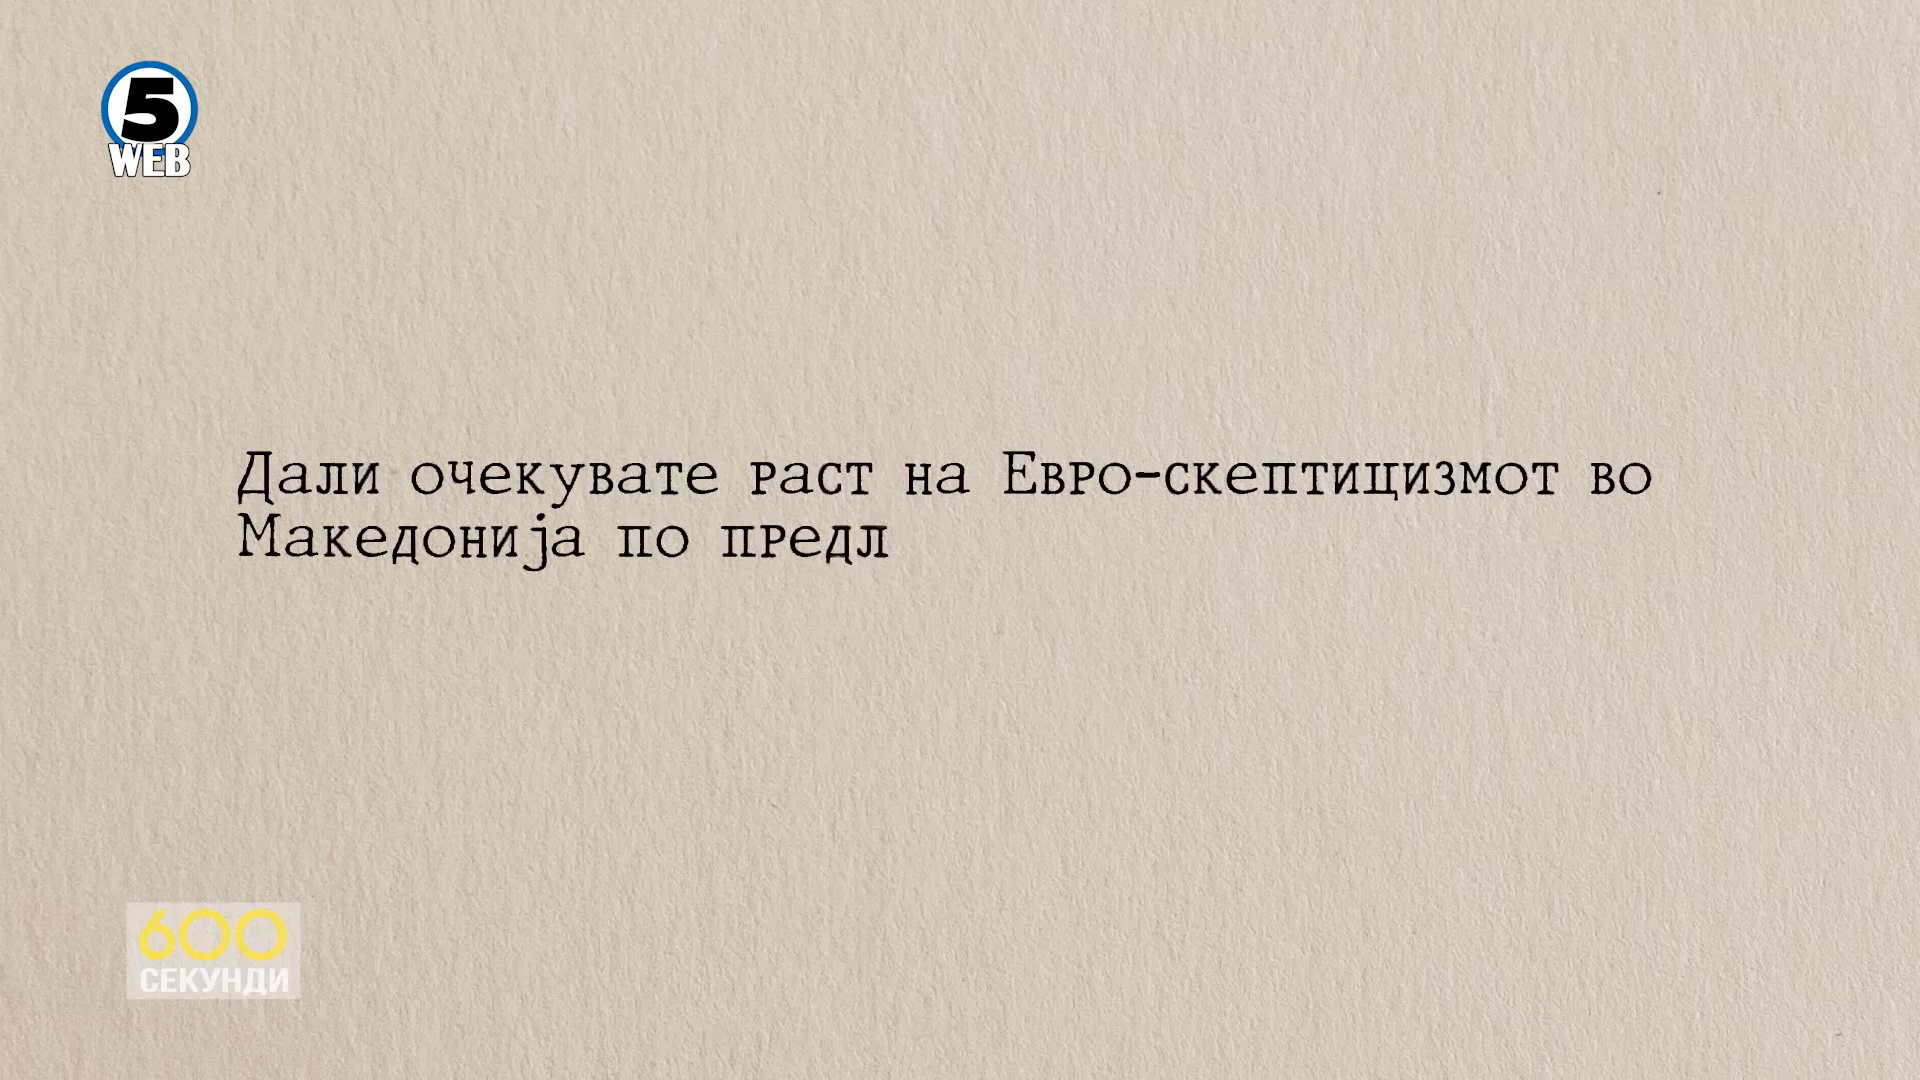 5
WEB
Дали очекувате раст на Евро-скептицизмот во
Македонија по предл
600
СЕКУНДИ